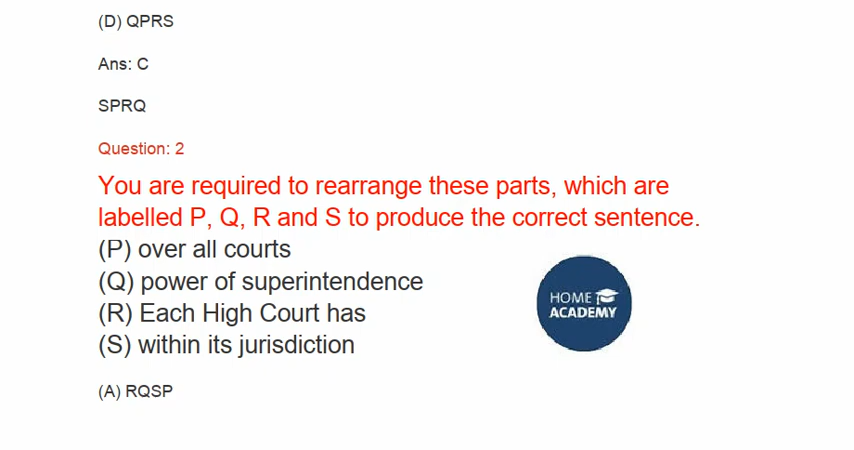 (D) QPRS
Ans: C
SPRQ
Question: 2
You are required to rearrange these parts, which are
labelled P, Q, R and S to produce the correct sentence.
(P) over all courts
(Q) power of superintendence
(R) Each High Court has
(S) within its jurisdiction
HOME
ACADEMY
(A) RQSP